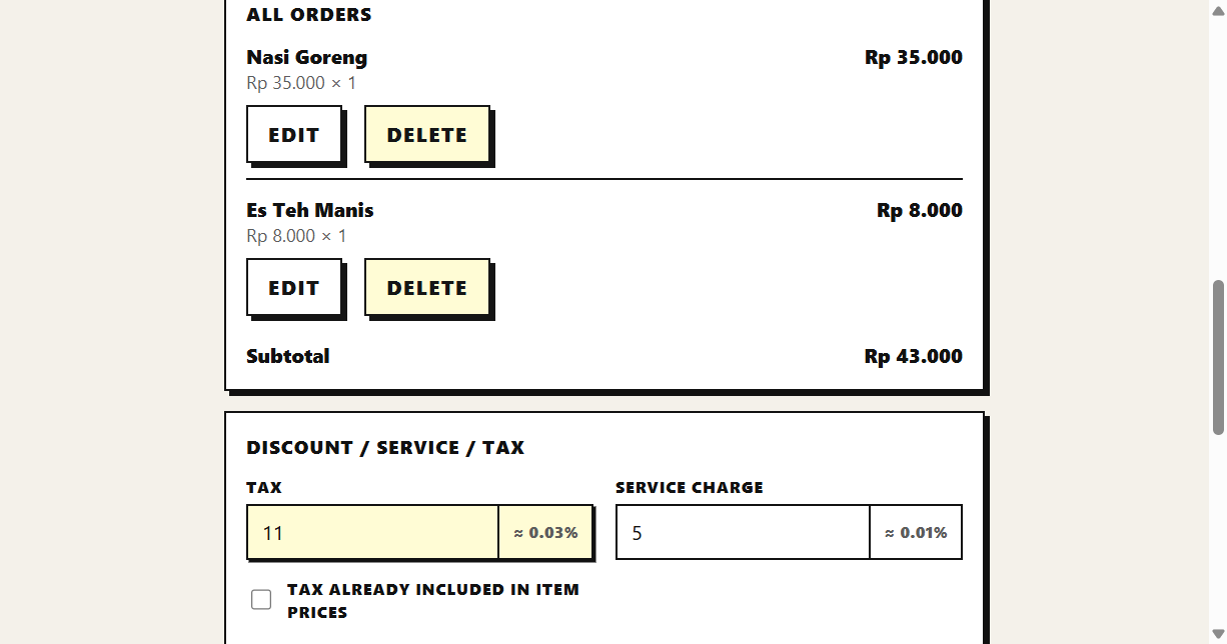 ALL ORDERS
Nasi Goreng Rp 35.000
Rp 35.000 × 1
EDIT DELETE
Es Teh Manis Rp 8.000
Rp 8.000 × 1
EDIT DELETE
Subtotal Rp 43.000
DISCOUNT / SERVICE / TAX
TAX SERVICE CHARGE
11 ≈ 0.03% 5 ≈ 0.01%
TAX ALREADY INCLUDED IN ITEM
PRICES